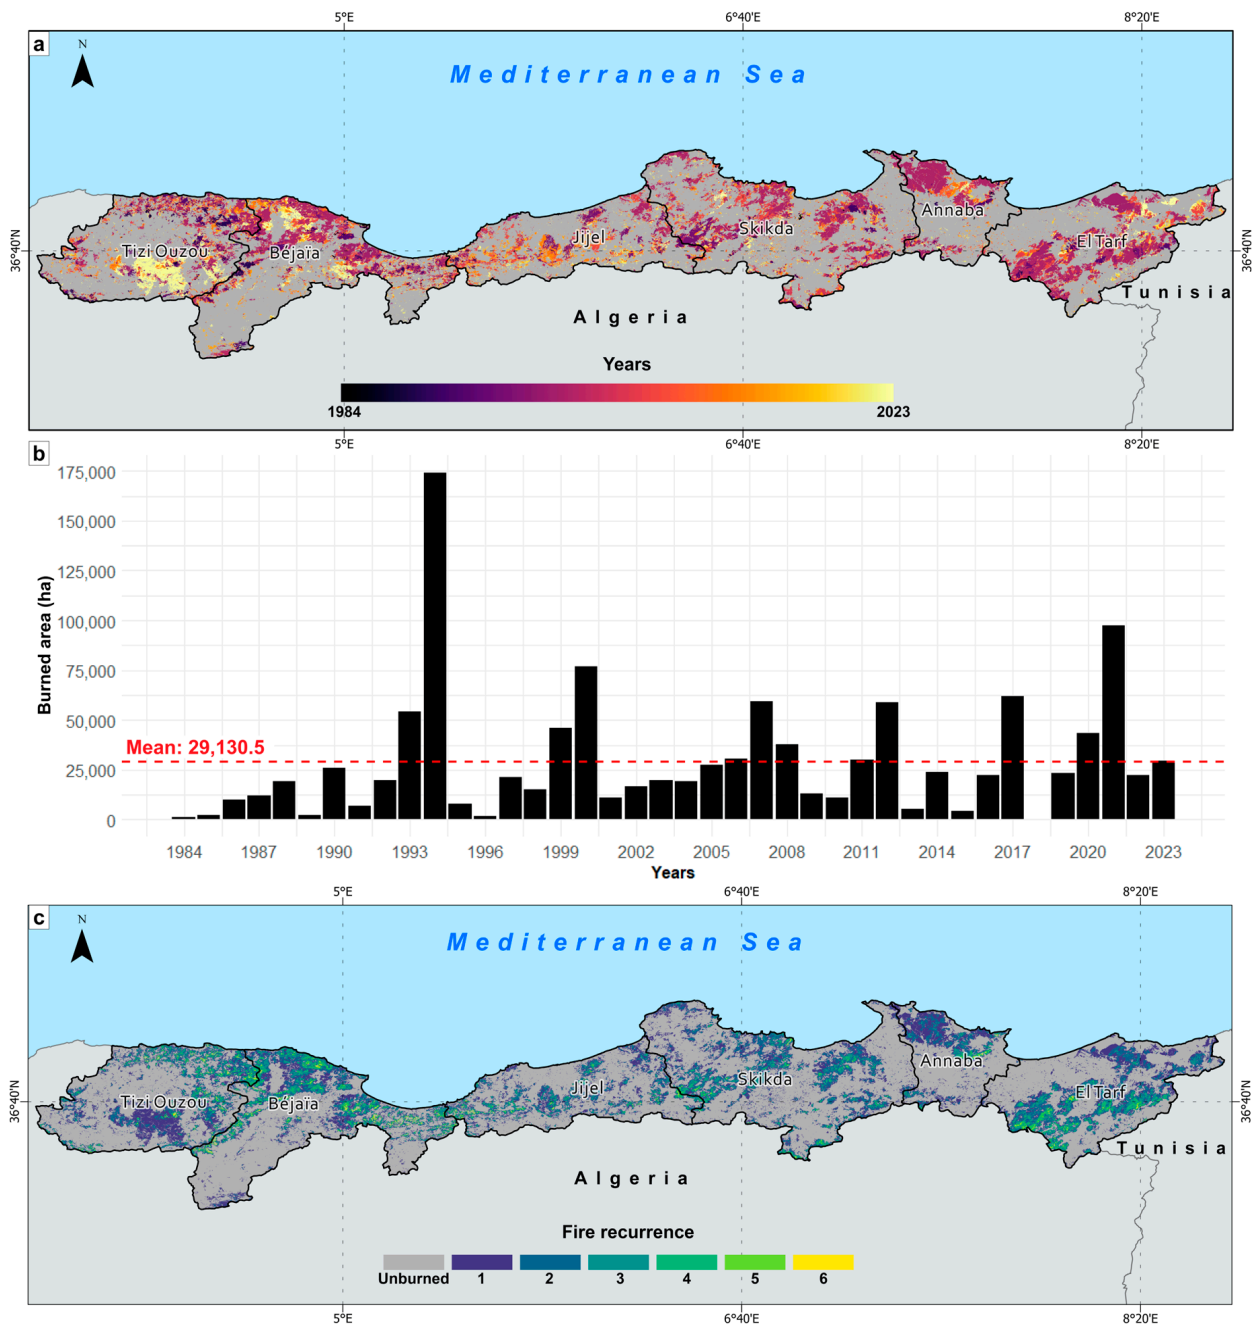 5°E 6°40'E 8°20'E
a
N
Mediterranean Sea
36°40'N 36°40'N
Tizi Ouzou Béjaïa Jijel Skikda Annaba El Tarf
Tunisia
Algeria
Years
1984 2023
5°E 6°40'E 8°20'E
b
175,000
150,000
125,000
100,000
75,000
50,000
25,000
0
Burned area (ha)
Mean: 29,130.5
1984 1987 1990 1993 1996 1999 2002 2005 2008 2011 2014 2017 2020 2023
Years
5°E 6°40'E 8°20'E
c
N
Mediterranean Sea
36°40'N 36°40'N
Tizi Ouzou Béjaïa Jijel Skikda Annaba El Tarf
Tunisia
Algeria
Fire recurrence
Unburned 1 2 3 4 5 6
5°E 6°40'E 8°20'E